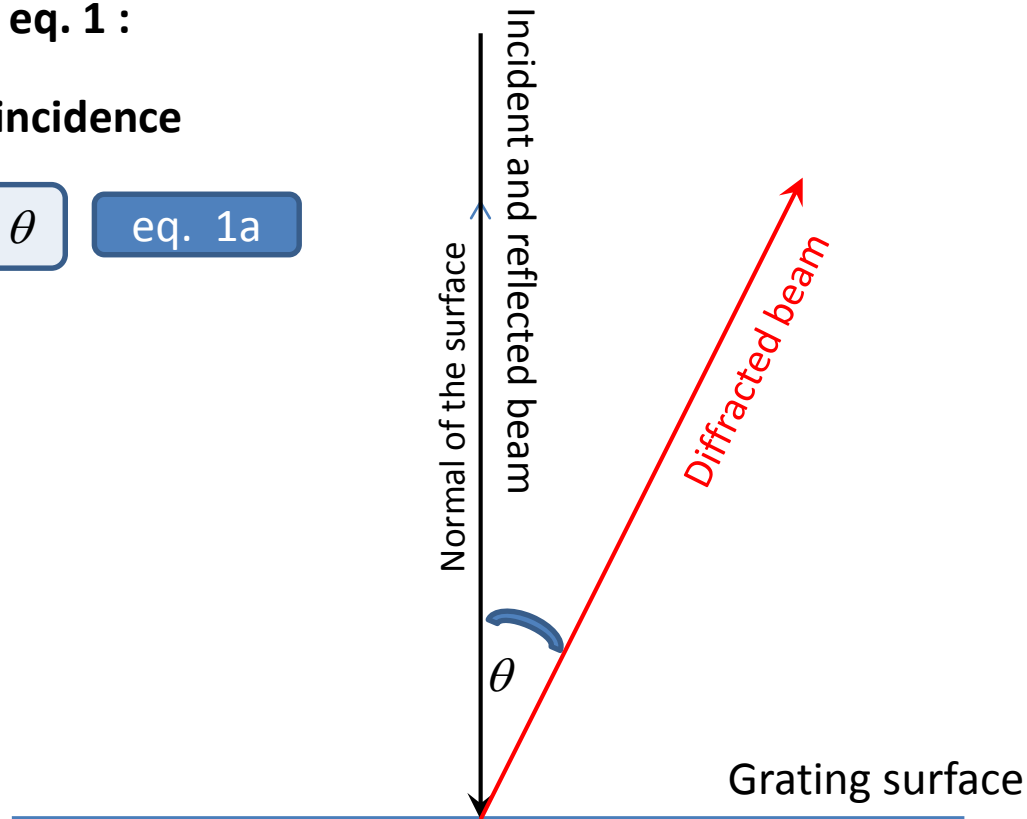 eq. 1 :
incidence
θ
eq. 1a
Incident and reflected beam
Normal of the surface
Diffracted beam
θ
Grating surface